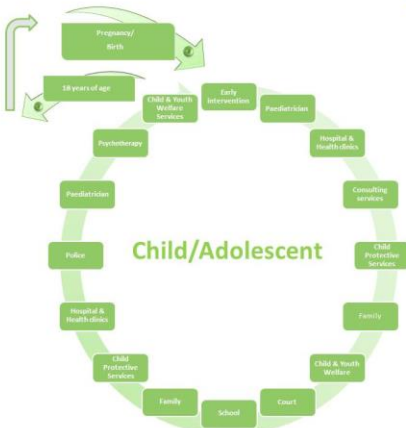 Pregnancy/
Birth
18 years of age
Child & Youth
Welfare
Services
Early
Intervention
Paediatrician
Hospital &
Health clinics
Consulting
services
Child
Protective
Services
Family
Child & Youth
Welfare
Court
School
Family
Child
Protective
Services
Hospital &
Health clinics
Police
Paediatrician
Psychotherapy
Child/Adolescent